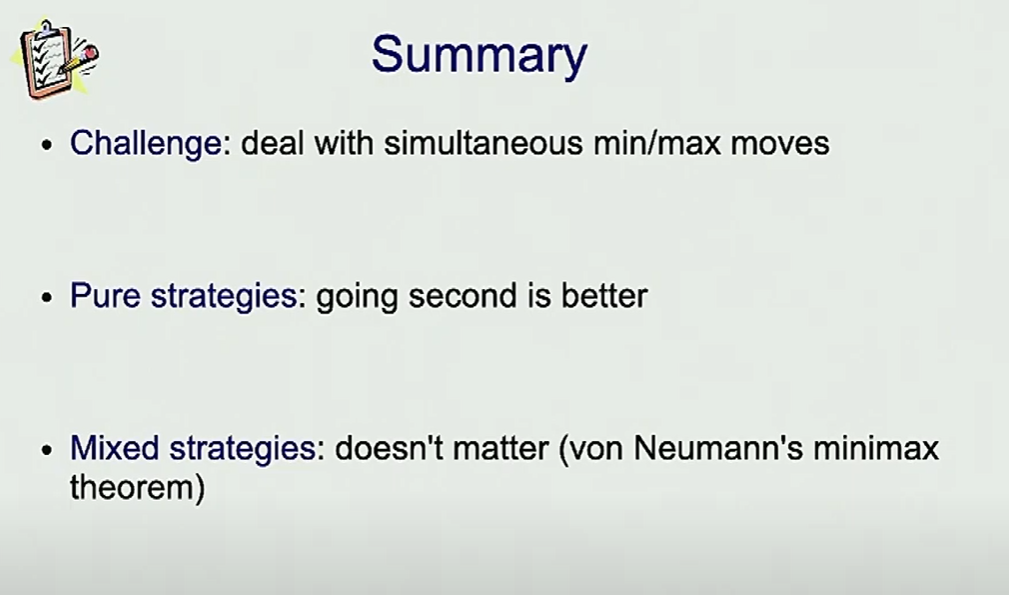 Summary
• Challenge: deal with simultaneous min/max moves
• Pure strategies: going second is better
• Mixed strategies: doesn't matter (von Neumann's minimax
theorem)